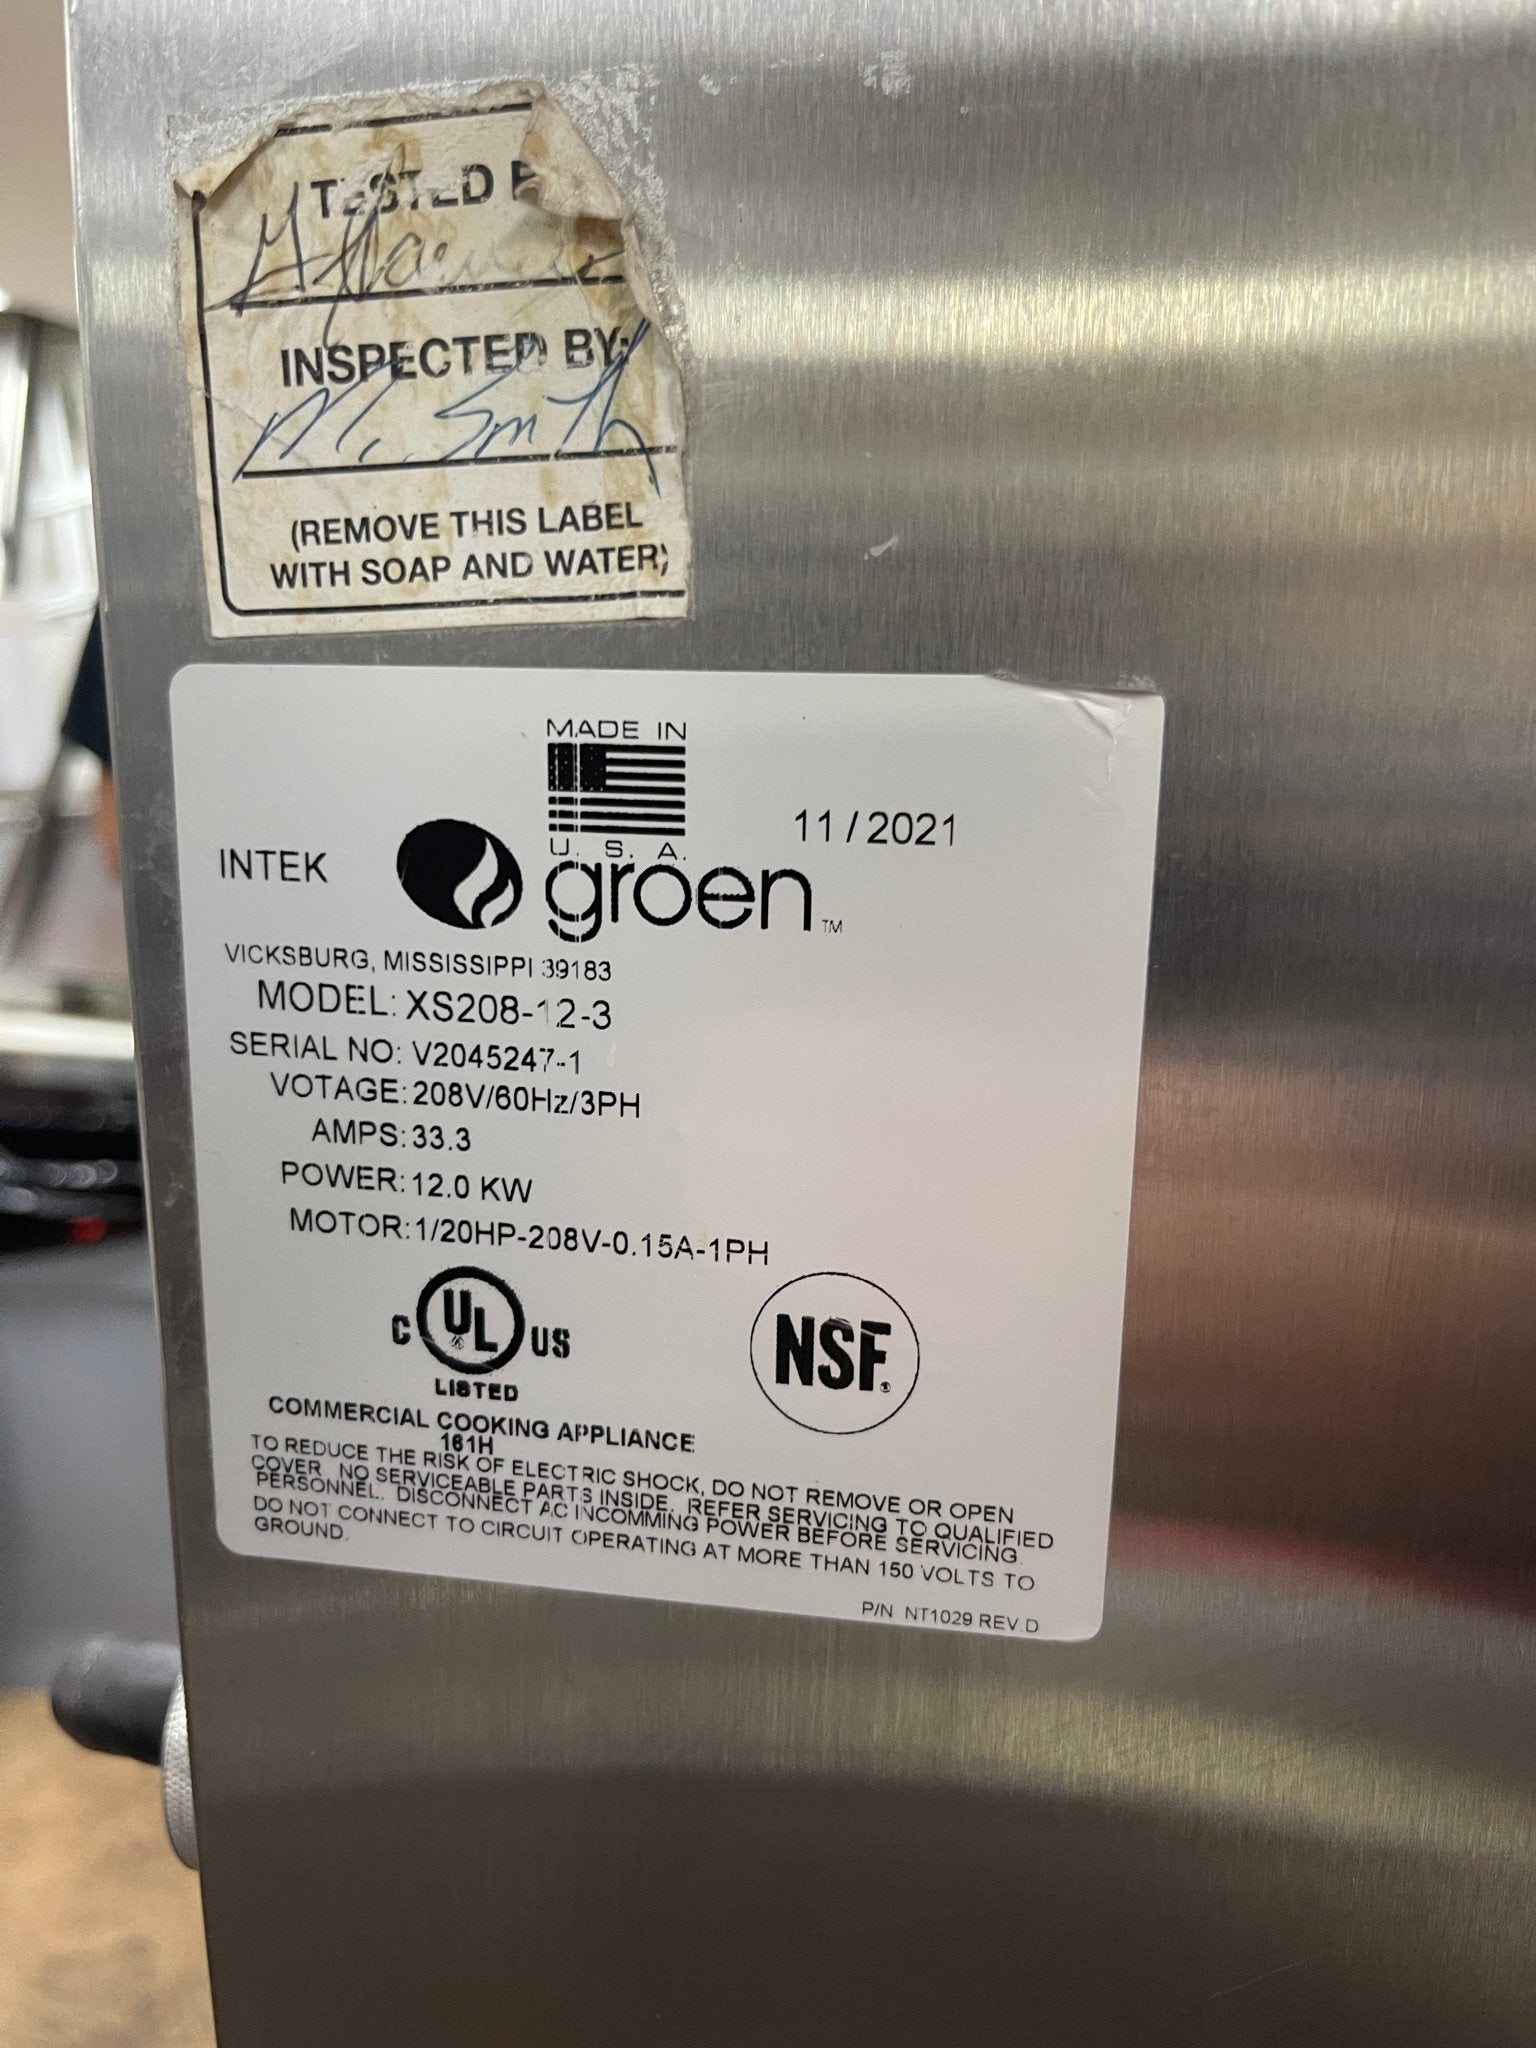 TESTED B
INSPECTED BY:
M. Smith
(REMOVE THIS LABEL
WITH SOAP AND WATER)
MADE IN
U. S. A.
11/2021
INTEK
groen TM
VICKSBURG, MISSISSIPPI 39183
MODEL: XS208-12-3
SERIAL NO: V2045247-1
VOTAGE: 208V/60Hz/3PH
AMPS: 33.3
POWER: 12.0 KW
MOTOR: 1/20HP-208V-0.15A-1PH
C UL US
LISTED
NSF®
COMMERCIAL COOKING APPLIANCE
161H
TO REDUCE THE RISK OF ELECTRIC SHOCK, DO NOT REMOVE OR OPEN
COVER. NO SERVICEABLE PARTS INSIDE. REFER SERVICING TO QUALIFIED
PERSONNEL. DISCONNECT AC INCOMMING POWER BEFORE SERVICING.
DO NOT CONNECT TO CIRCUIT OPERATING AT MORE THAN 150 VOLTS TO
GROUND.
P/N NT1029 REV.D